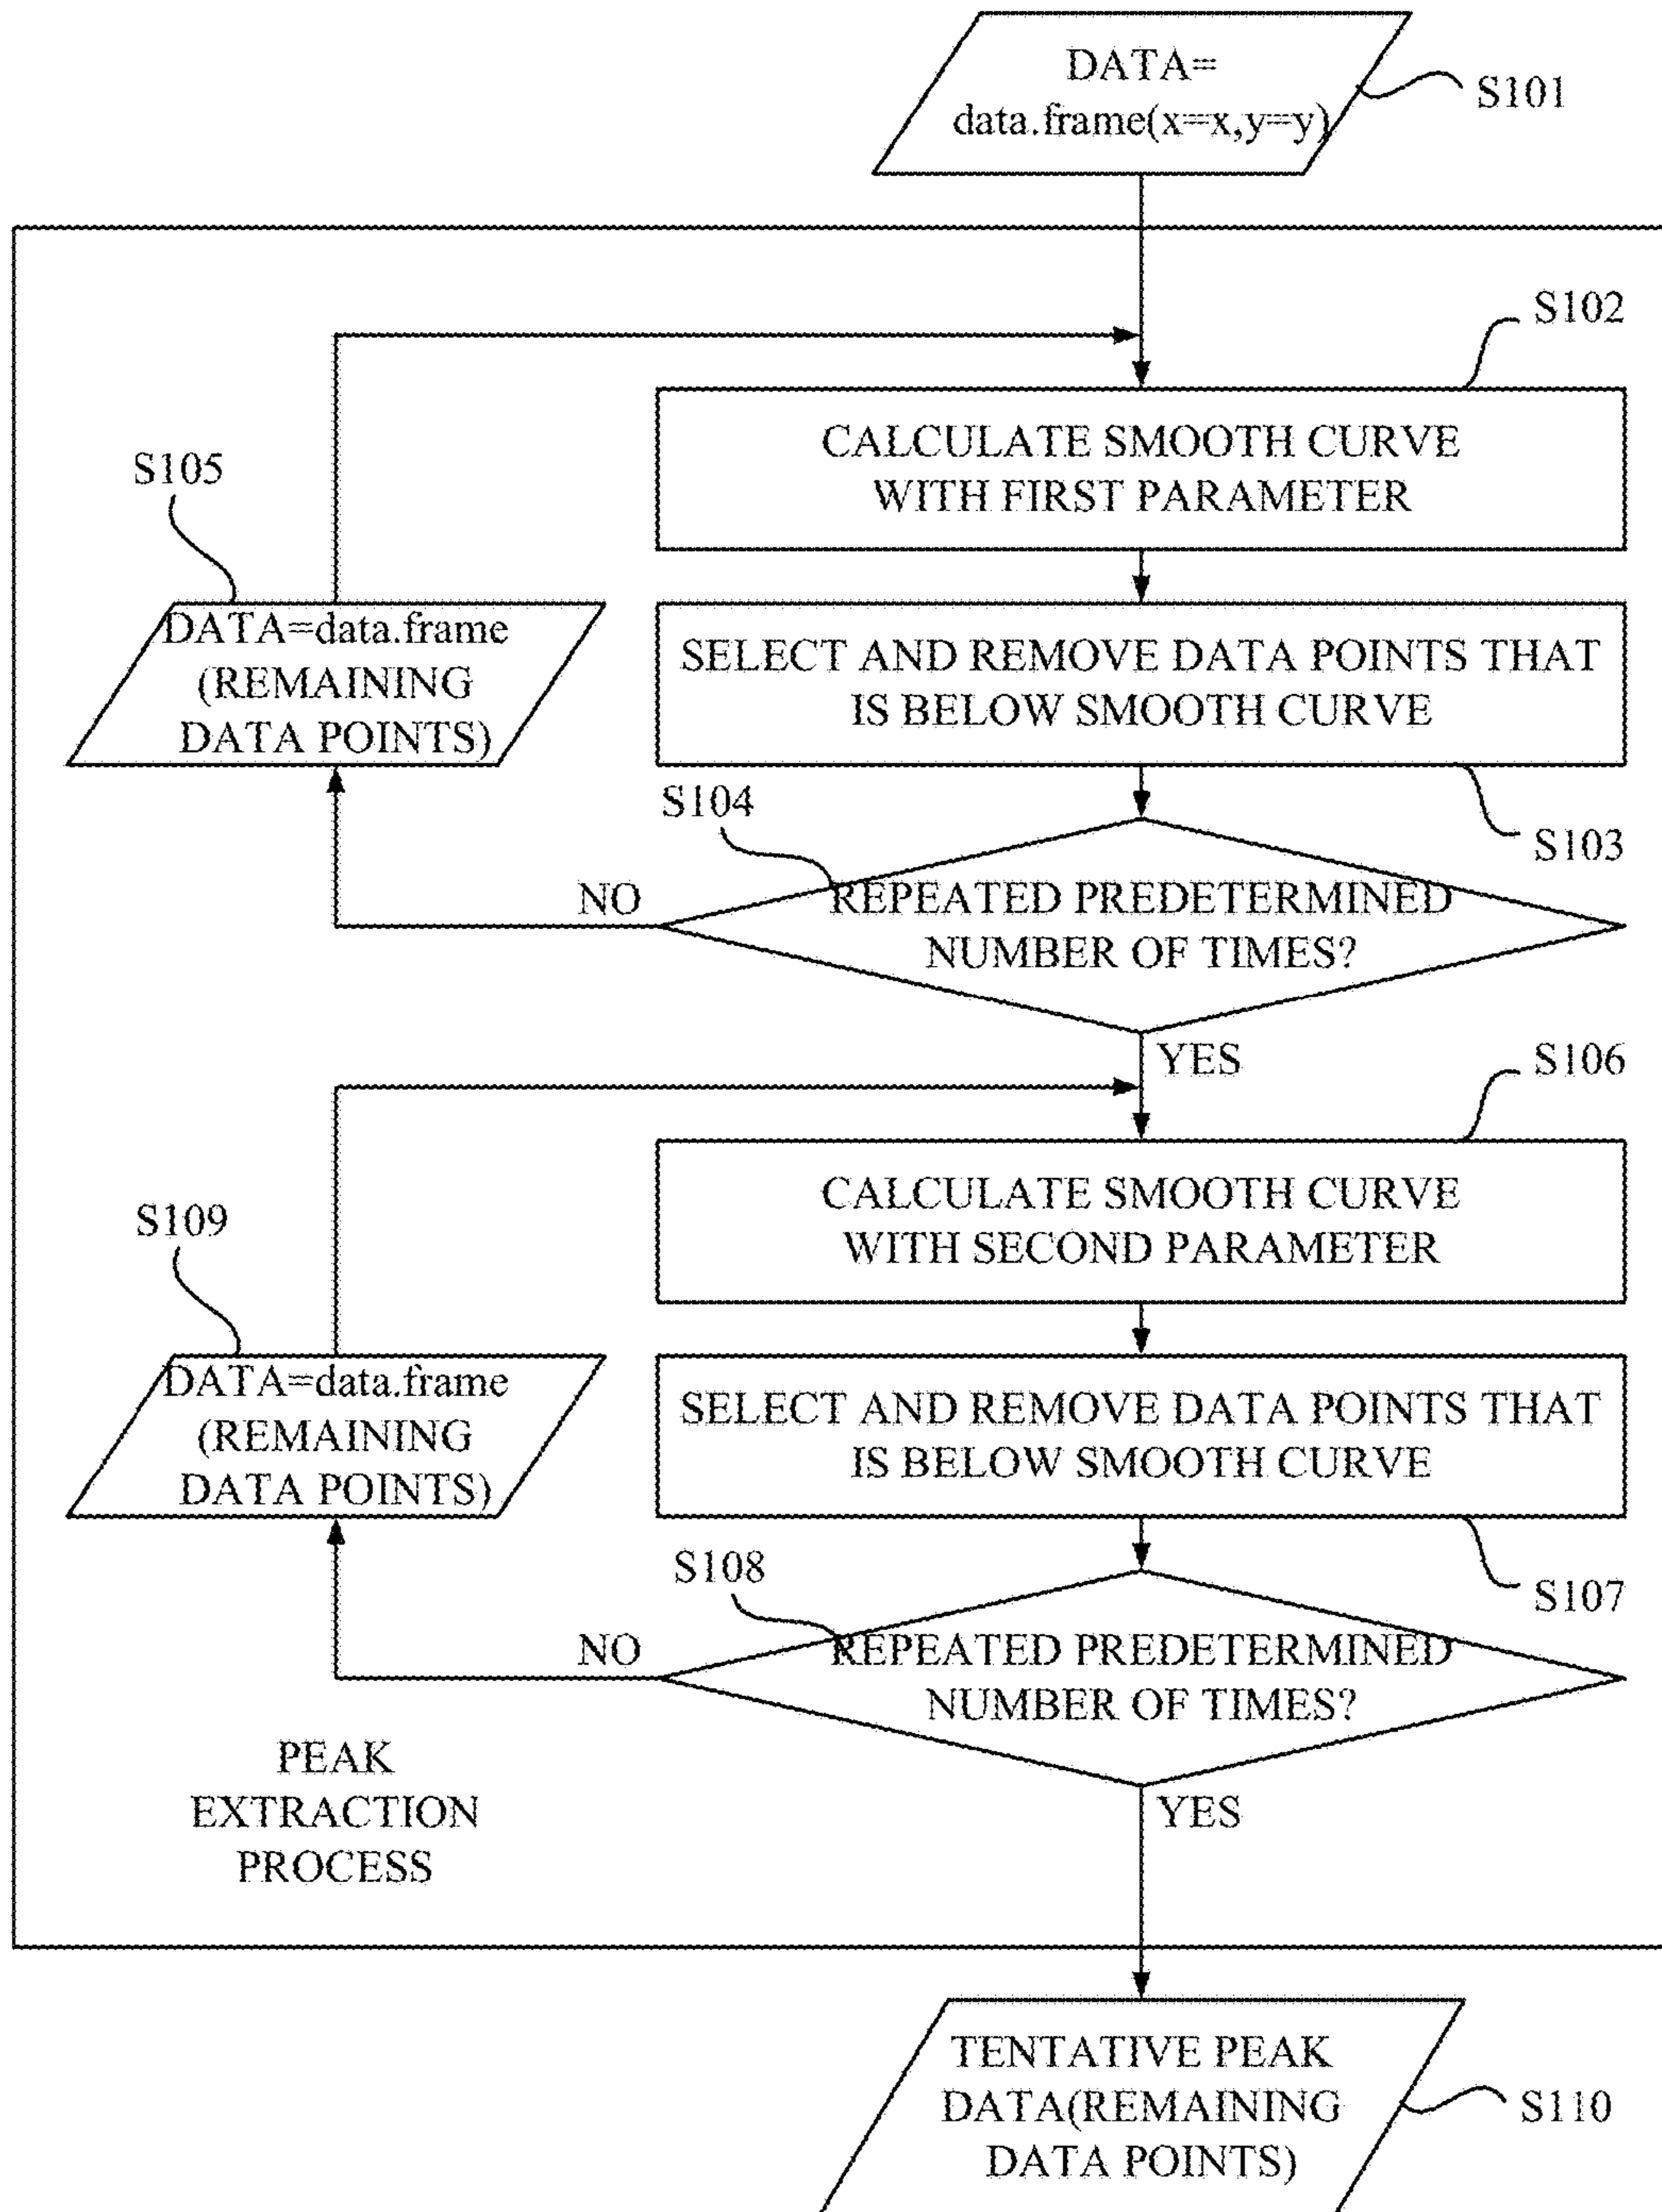 DATA=
data.frame(x=x,y=y)
S101
S102
CALCULATE SMOOTH CURVE
WITH FIRST PARAMETER
S105
DATA=data.frame
(REMAINING
DATA POINTS)
SELECT AND REMOVE DATA POINTS THAT
IS BELOW SMOOTH CURVE
S103
S104
NO
REPEATED PREDETERMINED
NUMBER OF TIMES?
YES
S106
CALCULATE SMOOTH CURVE
WITH SECOND PARAMETER
S109
DATA=data.frame
(REMAINING
DATA POINTS)
SELECT AND REMOVE DATA POINTS THAT
IS BELOW SMOOTH CURVE
S107
S108
NO
REPEATED PREDETERMINED
NUMBER OF TIMES?
YES
PEAK
EXTRACTION
PROCESS
TENTATIVE PEAK
DATA(REMAINING
DATA POINTS)
S110